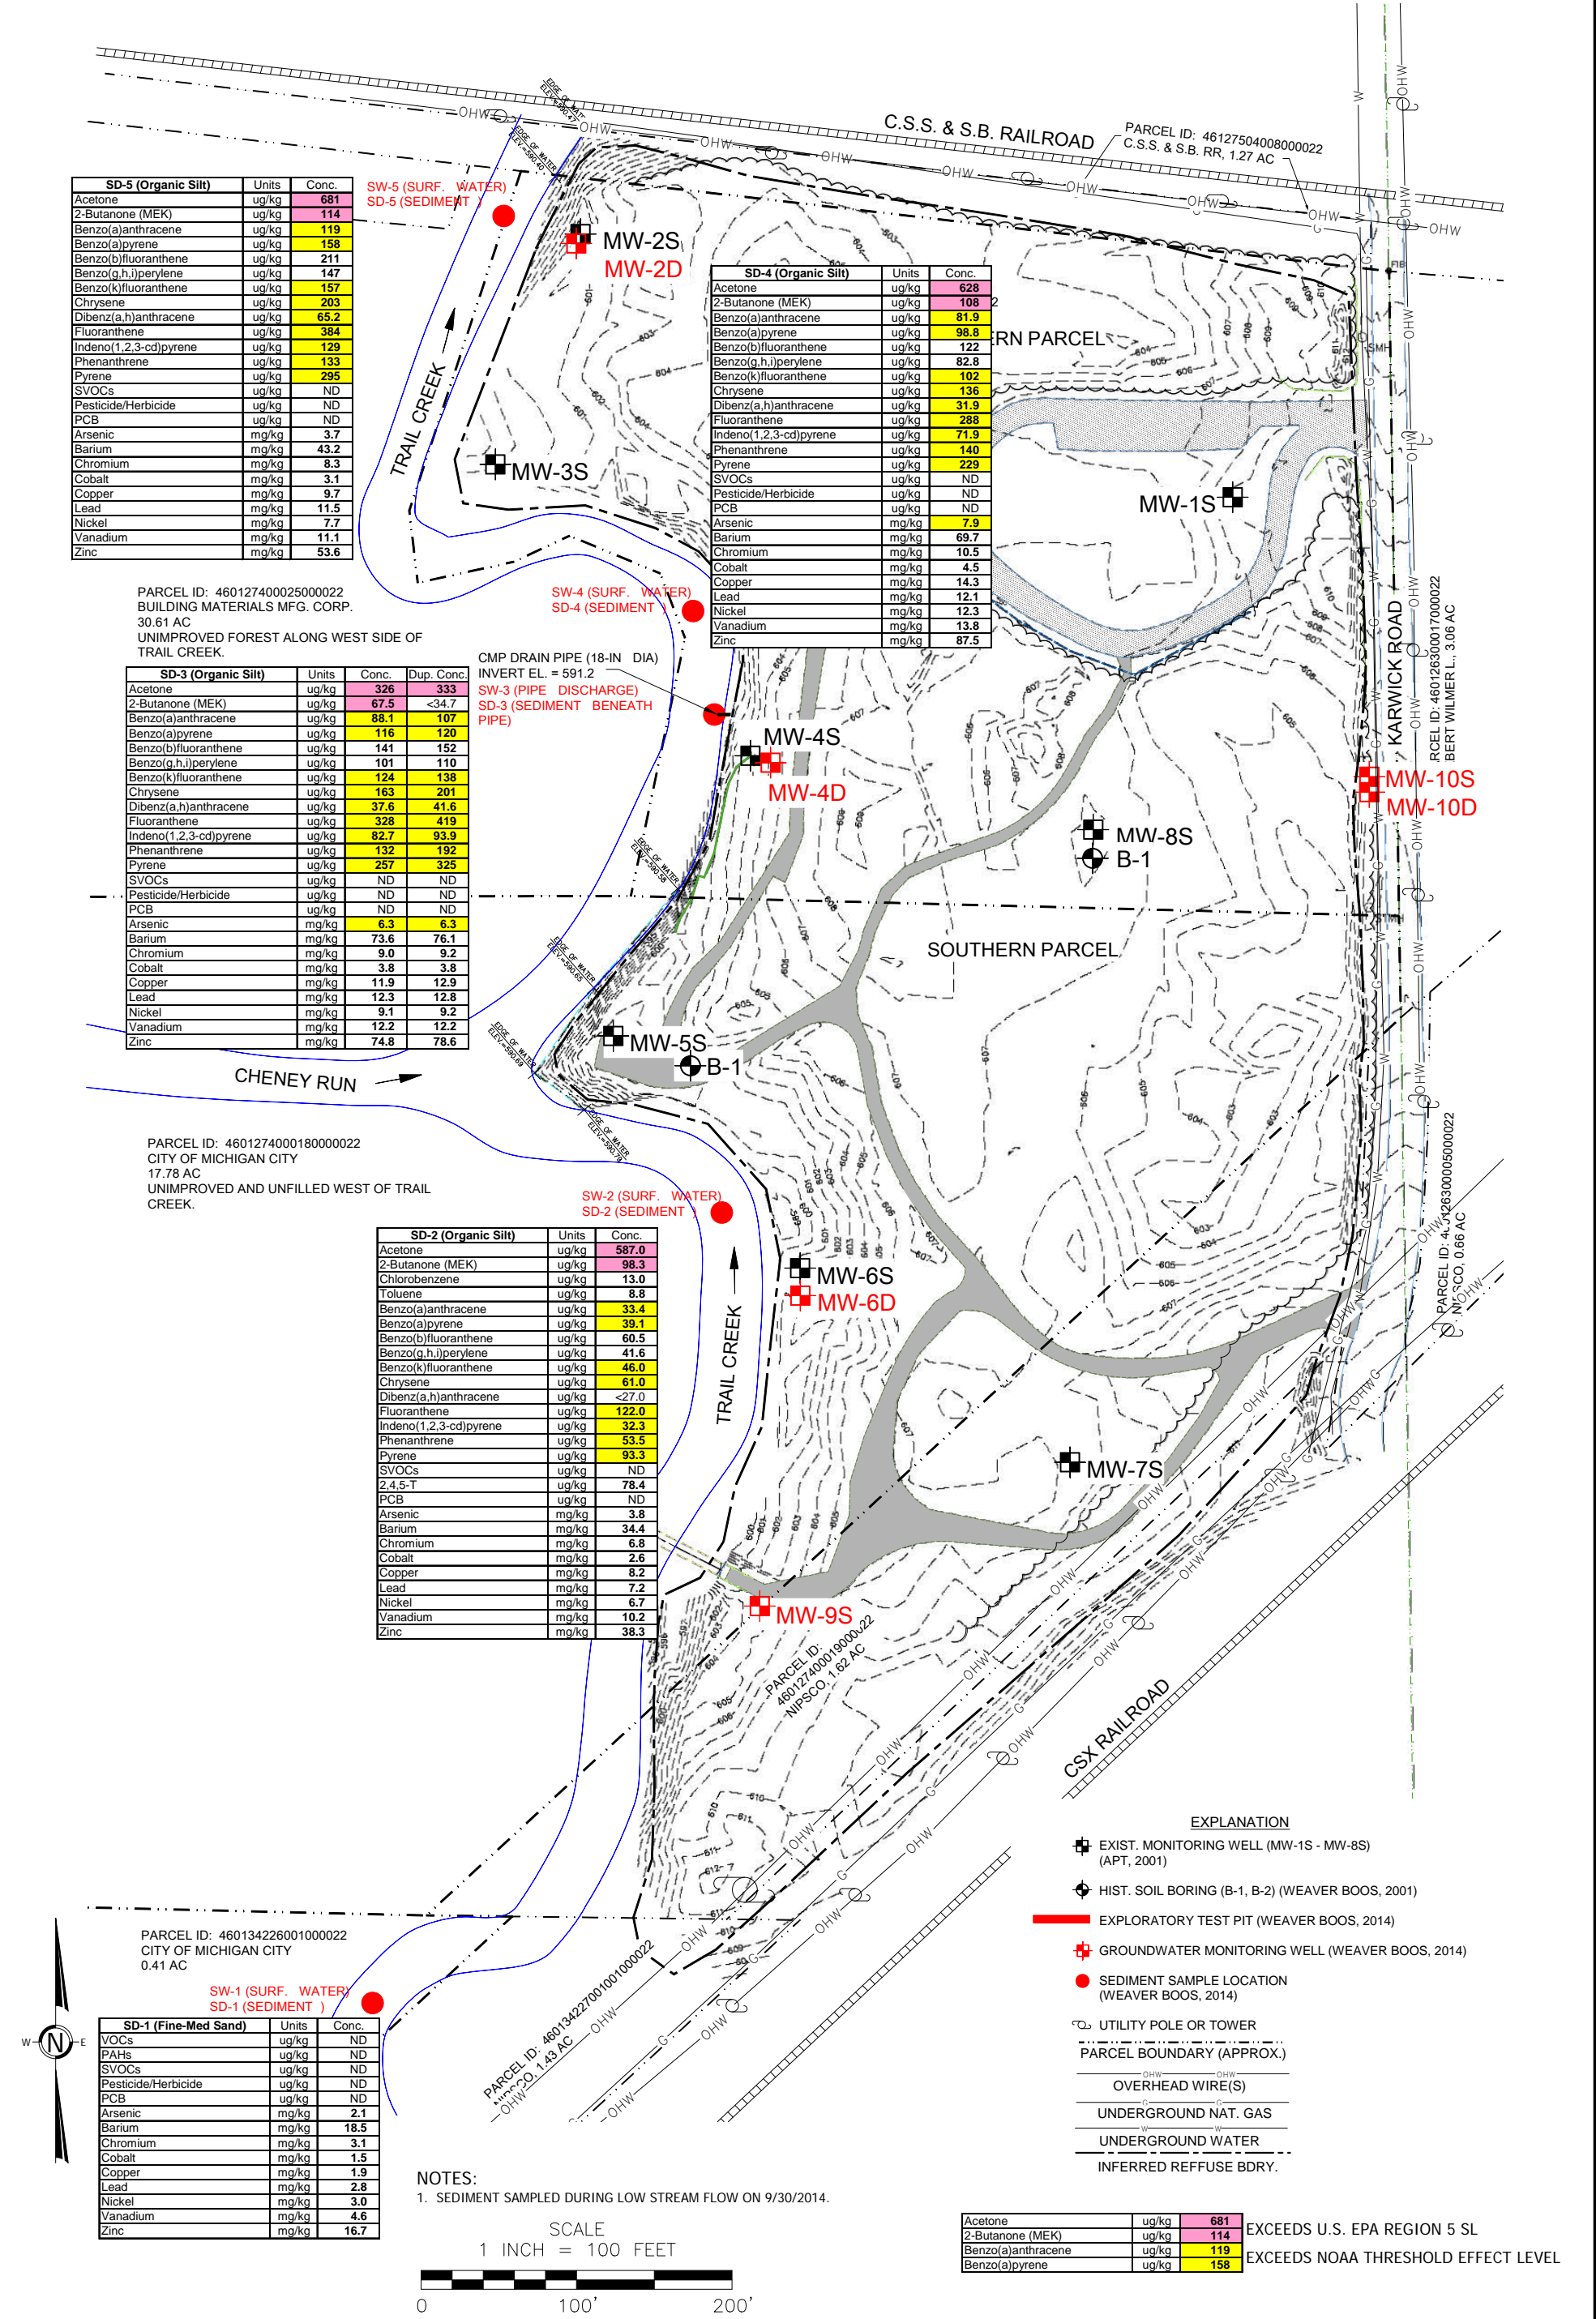 C.S.S. & S.B. RAILROAD
PARCEL ID: 46127504008000022
C.S.S. & S.B. RR, 1.27 AC
SD-5 (Organic Silt) Units Conc.
Acetone ug/kg 681
2-Butanone (MEK) ug/kg 114
Benzo(a)anthracene ug/kg 119
Benzo(a)pyrene ug/kg 158
Benzo(b)fluoranthene ug/kg 211
Benzo(g,h,i)perylene ug/kg 147
Benzo(k)fluoranthene ug/kg 157
Chrysene ug/kg 203
Dibenz(a,h)anthracene ug/kg 65.2
Fluoranthene ug/kg 384
Indeno(1,2,3-cd)pyrene ug/kg 129
Phenanthrene ug/kg 133
Pyrene ug/kg 295
SVOCs ug/kg ND
Pesticide/Herbicide ug/kg ND
PCB ug/kg ND
Arsenic mg/kg 3.7
Barium mg/kg 43.2
Chromium mg/kg 8.3
Cobalt mg/kg 3.1
Copper mg/kg 9.7
Lead mg/kg 11.5
Nickel mg/kg 7.7
Vanadium mg/kg 11.1
Zinc mg/kg 53.6
SW-5 (SURF. WATER)
SD-5 (SEDIMENT )
MW-2S
MW-2D
TRAIL CREEK
MW-3S
SD-4 (Organic Silt) Units Conc.
Acetone ug/kg 628
2-Butanone (MEK) ug/kg 108
Benzo(a)anthracene ug/kg 81.9
Benzo(a)pyrene ug/kg 98.8
Benzo(b)fluoranthene ug/kg 122
Benzo(g,h,i)perylene ug/kg 82.8
Benzo(k)fluoranthene ug/kg 102
Chrysene ug/kg 136
Dibenz(a,h)anthracene ug/kg 31.9
Fluoranthene ug/kg 288
Indeno(1,2,3-cd)pyrene ug/kg 71.9
Phenanthrene ug/kg 140
Pyrene ug/kg 229
SVOCs ug/kg ND
Pesticide/Herbicide ug/kg ND
PCB ug/kg ND
Arsenic mg/kg 7.9
Barium mg/kg 69.7
Chromium mg/kg 10.5
Cobalt mg/kg 4.5
Copper mg/kg 14.3
Lead mg/kg 12.1
Nickel mg/kg 12.3
Vanadium mg/kg 13.8
Zinc mg/kg 87.5
ERN PARCEL
MW-1S
PARCEL ID: 460127400025000022
BUILDING MATERIALS MFG. CORP.
30.61 AC
UNIMPROVED FOREST ALONG WEST SIDE OF
TRAIL CREEK.
SW-4 (SURF. WATER)
SD-4 (SEDIMENT )
CMP DRAIN PIPE (18-IN DIA)
INVERT EL. = 591.2
SW-3 (PIPE DISCHARGE)
SD-3 (SEDIMENT BENEATH
PIPE)
SD-3 (Organic Silt) Units Conc. Dup. Conc.
Acetone ug/kg 326 333
2-Butanone (MEK) ug/kg 67.5 <34.7
Benzo(a)anthracene ug/kg 88.1 107
Benzo(a)pyrene ug/kg 116 120
Benzo(b)fluoranthene ug/kg 141 152
Benzo(g,h,i)perylene ug/kg 101 110
Benzo(k)fluoranthene ug/kg 124 138
Chrysene ug/kg 163 201
Dibenz(a,h)anthracene ug/kg 37.6 41.6
Fluoranthene ug/kg 328 419
Indeno(1,2,3-cd)pyrene ug/kg 82.7 93.9
Phenanthrene ug/kg 132 192
Pyrene ug/kg 257 325
SVOCs ug/kg ND ND
Pesticide/Herbicide ug/kg ND ND
PCB ug/kg ND ND
Arsenic mg/kg 6.3 6.3
Barium mg/kg 73.6 76.1
Chromium mg/kg 9.0 9.2
Cobalt mg/kg 3.8 3.8
Copper mg/kg 11.9 12.9
Lead mg/kg 12.3 12.8
Nickel mg/kg 9.1 9.2
Vanadium mg/kg 12.2 12.2
Zinc mg/kg 74.8 78.6
KARWICK ROAD
RCEL ID: 460126300017000022
BERT WILMER L., 3.06 AC
MW-4S
MW-4D
MW-10S
MW-10D
MW-8S
B-1
SOUTHERN PARCEL
MW-5S
B-1
CHENEY RUN
PARCEL ID: 4601274000180000022
CITY OF MICHIGAN CITY
17.78 AC
UNIMPROVED AND UNFILLED WEST OF TRAIL
CREEK.
SW-2 (SURF. WATER)
SD-2 (SEDIMENT )
SD-2 (Organic Silt) Units Conc.
Acetone ug/kg 587.0
2-Butanone (MEK) ug/kg 98.3
Chlorobenzene ug/kg 13.0
Toluene ug/kg 8.8
Benzo(a)anthracene ug/kg 33.4
Benzo(a)pyrene ug/kg 39.1
Benzo(b)fluoranthene ug/kg 60.5
Benzo(g,h,i)perylene ug/kg 41.6
Benzo(k)fluoranthene ug/kg 46.0
Chrysene ug/kg 61.0
Dibenz(a,h)anthracene ug/kg <27.0
Fluoranthene ug/kg 122.0
Indeno(1,2,3-cd)pyrene ug/kg 32.3
Phenanthrene ug/kg 53.5
Pyrene ug/kg 93.3
SVOCs ug/kg ND
2,4,5-T ug/kg 78.4
PCB ug/kg ND
Arsenic mg/kg 3.8
Barium mg/kg 34.4
Chromium mg/kg 6.8
Cobalt mg/kg 2.6
Copper mg/kg 8.2
Lead mg/kg 7.2
Nickel mg/kg 6.7
Vanadium mg/kg 10.2
Zinc mg/kg 38.3
TRAIL CREEK
MW-6S
MW-6D
MW-7S
MW-9S
PARCEL ID:
NIPSCO, 1.62 AC
NIPSCO, 0.66 AC
CSX RAILROAD
PARCEL ID: 460134226001000022
CITY OF MICHIGAN CITY
0.41 AC
SW-1 (SURF. WATER)
SD-1 (SEDIMENT )
SD-1 (Fine-Med Sand) Units Conc.
VOCs ug/kg ND
PAHs ug/kg ND
SVOCs ug/kg ND
Pesticide/Herbicide ug/kg ND
PCB ug/kg ND
Arsenic mg/kg 2.1
Barium mg/kg 18.5
Chromium mg/kg 3.1
Cobalt mg/kg 1.5
Copper mg/kg 1.9
Lead mg/kg 2.8
Nickel mg/kg 3.0
Vanadium mg/kg 4.6
Zinc mg/kg 16.7
W N E
PARCEL ID: 4601342270010010000022
NIPSCO, 1.43 AC
EXPLANATION
EXIST. MONITORING WELL (MW-1S - MW-8S)
(APT, 2001)
HIST. SOIL BORING (B-1, B-2) (WEAVER BOOS, 2001)
EXPLORATORY TEST PIT (WEAVER BOOS, 2014)
GROUNDWATER MONITORING WELL (WEAVER BOOS, 2014)
SEDIMENT SAMPLE LOCATION
(WEAVER BOOS, 2014)
UTILITY POLE OR TOWER
PARCEL BOUNDARY (APPROX.)
OHW OHW
OVERHEAD WIRE(S)
G G
UNDERGROUND NAT. GAS
W W
UNDERGROUND WATER
INFERRED REFFUSE BDRY.
NOTES:
1. SEDIMENT SAMPLED DURING LOW STREAM FLOW ON 9/30/2014.
SCALE
1 INCH = 100 FEET
0 100' 200'
Acetone ug/kg 681
2-Butanone (MEK) ug/kg 114
EXCEEDS U.S. EPA REGION 5 SL
Benzo(a)anthracene ug/kg 119
Benzo(a)pyrene ug/kg 158
EXCEEDS NOAA THRESHOLD EFFECT LEVEL